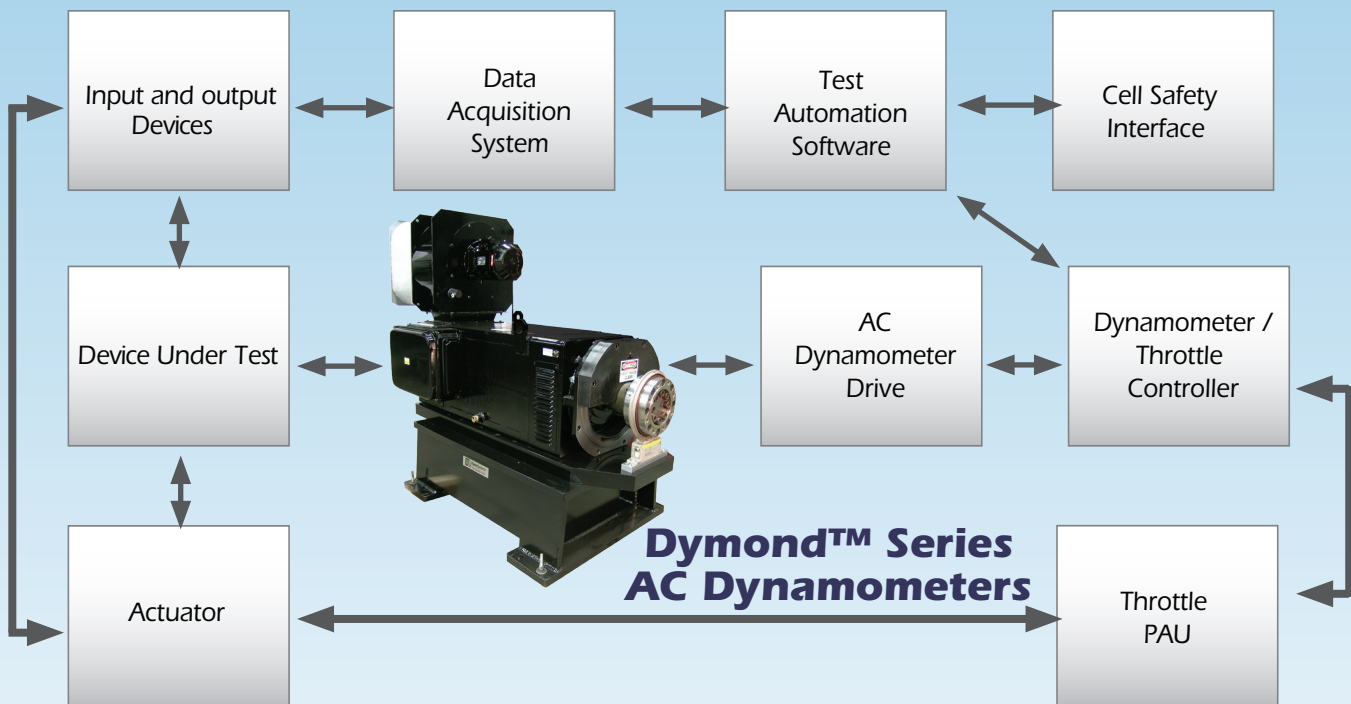 Input and output
Devices
Data
Acquisition
System
Test
Automation
Software
Cell Safety
Interface
Device Under Test
AC
Dynamometer
Drive
Dynamometer /
Throttle
Controller
Dymond™ Series
AC Dynamometers
Actuator
Throttle
PAU